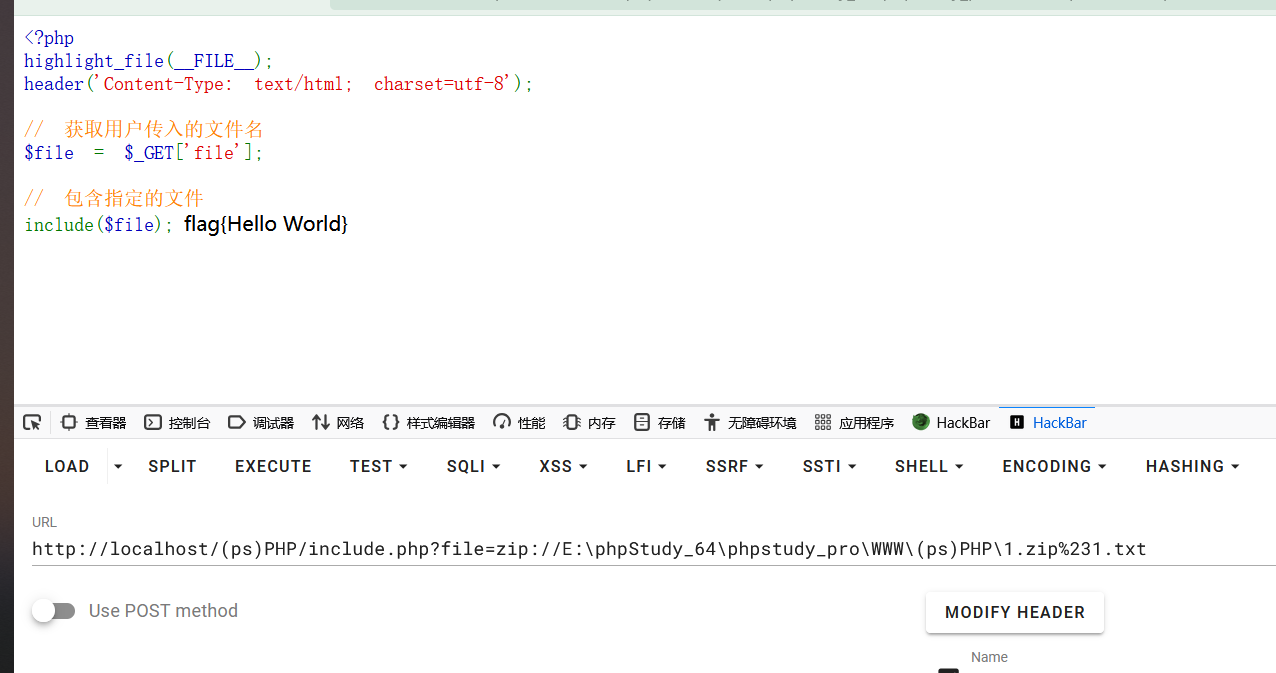 <?php
highlight_file(__FILE__);
header('Content-Type: text/html; charset=utf-8');
// 获取用户传入的文件名
$file = $_GET['file'];
// 包含指定的文件
include($file); flag{Hello World}
查看器 控制台 调试器 网络 {} 样式编辑器 性能 内存 存储 无障碍环境 应用程序 HackBar H HackBar
LOAD SPLIT EXECUTE TEST SQLI XSS LFI SSRF SSTI SHELL ENCODING HASHING
URL
http://localhost/(ps)PHP/include.php?file=zip://E:\phpStudy_64\phpstudy_pro\WWW\(ps)PHP\1.zip%231.txt
Use POST method
MODIFY HEADER
Name